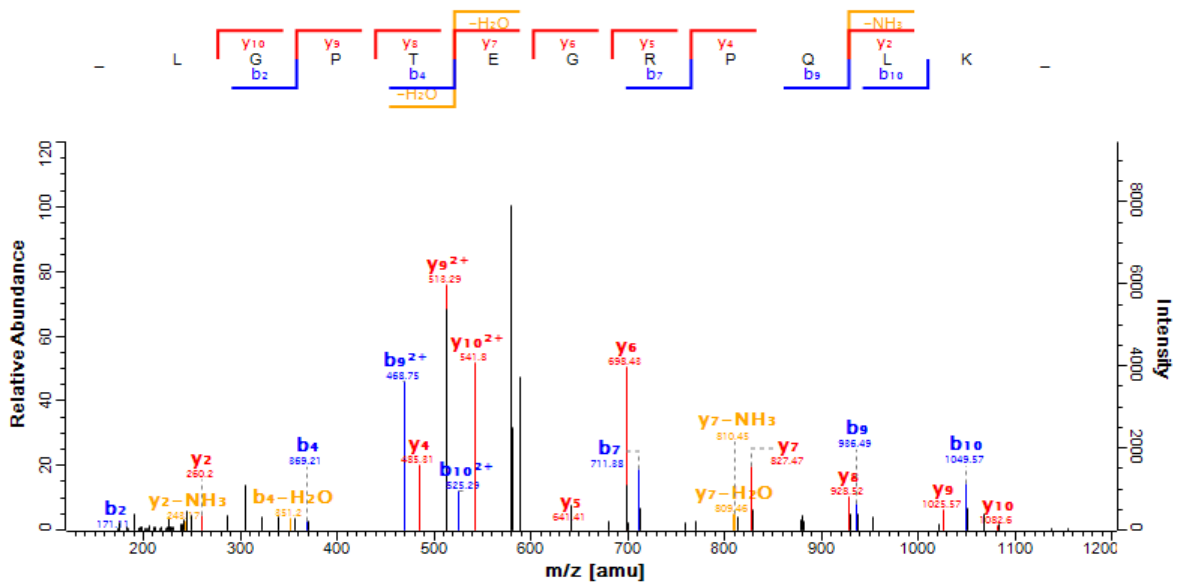 –H₂O –NH₃
y₁₀ y₉ y₈ y₇ y₆ y₅ y₄ y₂
_ L G P T E G R P Q L K _
b₂ b₄ b₇ b₉ b₁₀
–H₂O
120
100
80
60
40
20
0
Relative Abundance
8000
6000
4000
2000
0
Intensity
y₉²⁺
513.29
y₁₀²⁺
541.8
b₉²⁺
468.75
y₆
698.43
y₇–NH₃
810.45
y₄
485.31
b₁₀²⁺
525.29
b₇
711.38
y₇
827.47
b₉
936.49
b₁₀
1049.57
y₂
260.2
b₄
369.21
y₇–H₂O
809.46
y₈
928.52
b₂
y₂–NH₃
b₄–H₂O
351.2
y₅
641.41
y₉
1025.57
y₁₀
1082.6
200 300 400 500 600 700 800 900 1000 1100 1200
m/z [amu]